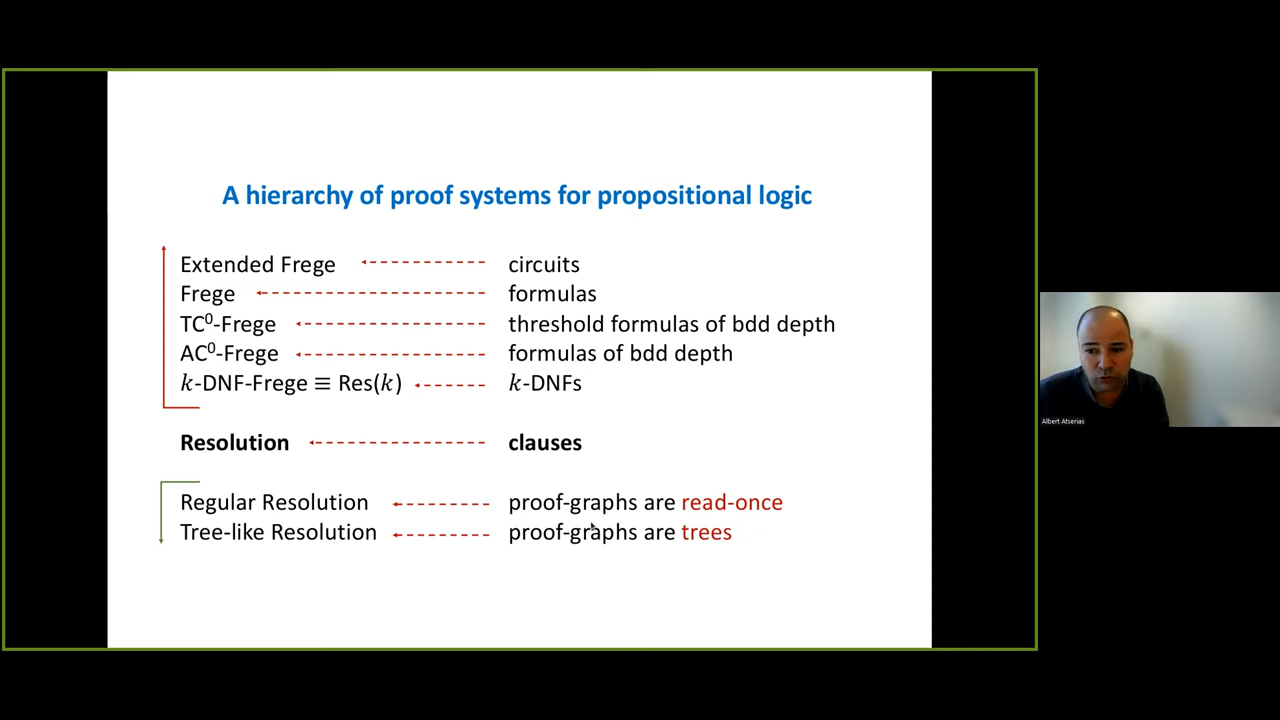 A hierarchy of proof systems for propositional logic
Extended Frege circuits
Frege formulas
TC⁰-Frege threshold formulas of bdd depth
AC⁰-Frege formulas of bdd depth
k-DNF-Frege ≡ Res(k) k-DNFs
Resolution clauses
Regular Resolution proof-graphs are read-once
Tree-like Resolution proof-graphs are trees
Albert Atserias